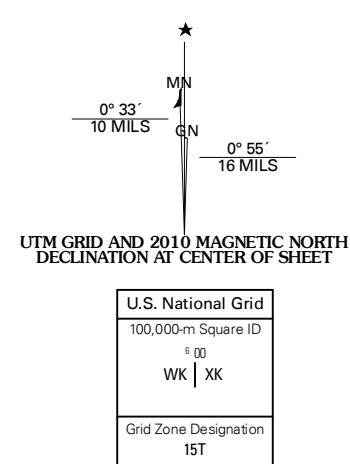 ★
MN
0° 33´
10 MILS
GN
0° 55´
16 MILS
UTM GRID AND 2010 MAGNETIC NORTH
DECLINATION AT CENTER OF SHEET
U.S. National Grid
100,000-m Square ID
6 00
WK XK
Grid Zone Designation
15T